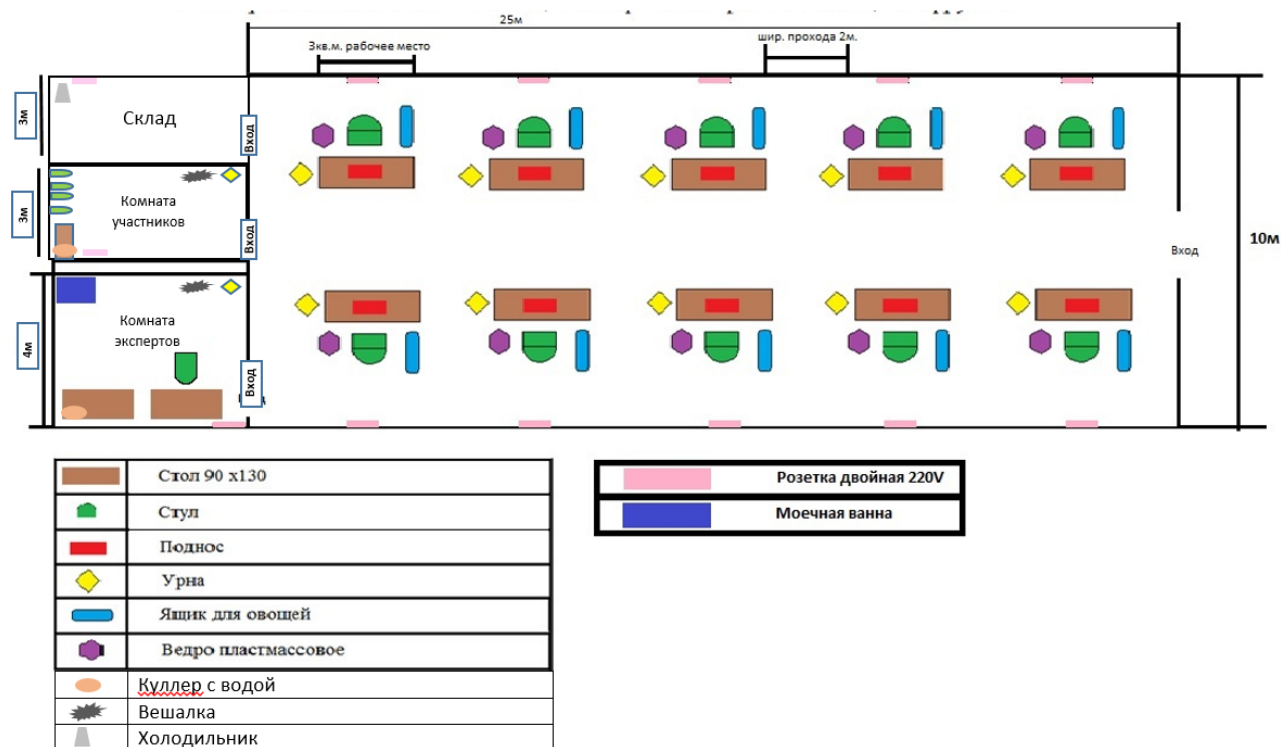 25м
3кв.м. рабочее место
шир. прохода 2м.
3м
Склад
Вход
3м
Комната
участников
Вход
Вход
10м
4м
Комната
экспертов
Вход
Стол 90 х130
Стул
Поднос
Урна
Ящик для овощей
Ведро пластмассовое
Куллер с водой
Вешалка
Холодильник
Розетка двойная 220V
Моечная ванна